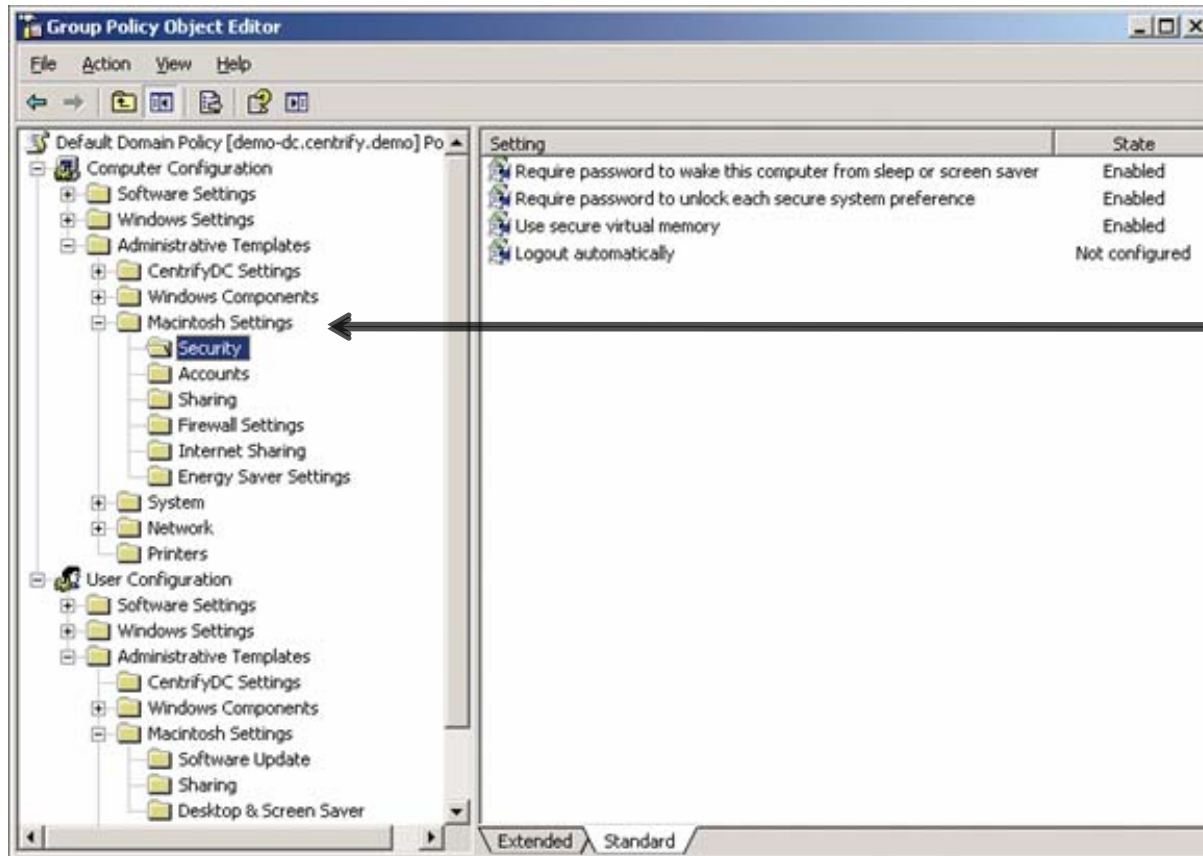 Group Policy Object Editor
File Action View Help
Default Domain Policy [demo-dc.centrify.demo] Po
Computer Configuration
Software Settings
Windows Settings
Administrative Templates
CentrifyDC Settings
Windows Components
Macintosh Settings
Security
Accounts
Sharing
Firewall Settings
Internet Sharing
Energy Saver Settings
System
Network
Printers
User Configuration
Software Settings
Windows Settings
Administrative Templates
CentrifyDC Settings
Windows Components
Macintosh Settings
Software Update
Sharing
Desktop & Screen Saver
Setting State
Require password to wake this computer from sleep or screen saver Enabled
Require password to unlock each secure system preference Enabled
Use secure virtual memory Enabled
Logout automatically Not configured
Extended Standard